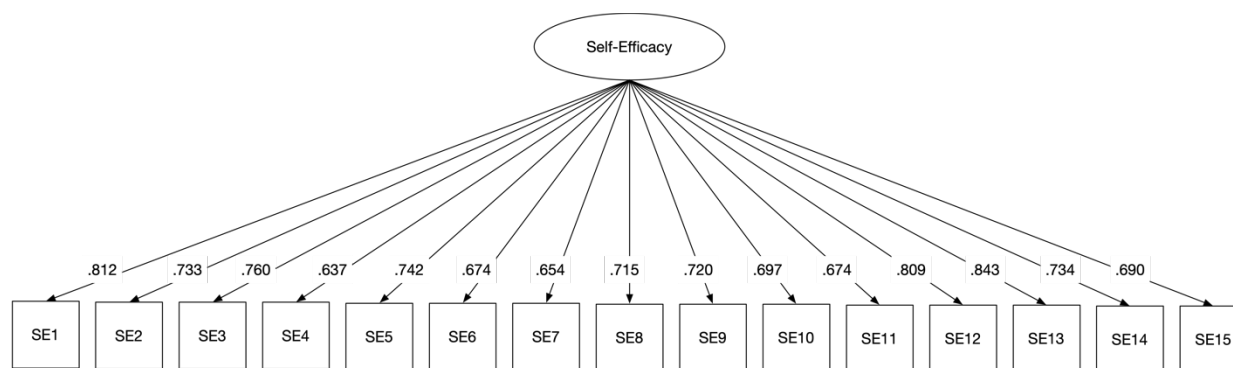 Self-Efficacy
.812 .733 .760 .637 .742 .674 .654 .715 .720 .697 .674 .809 .843 .734 .690
SE1 SE2 SE3 SE4 SE5 SE6 SE7 SE8 SE9 SE10 SE11 SE12 SE13 SE14 SE15